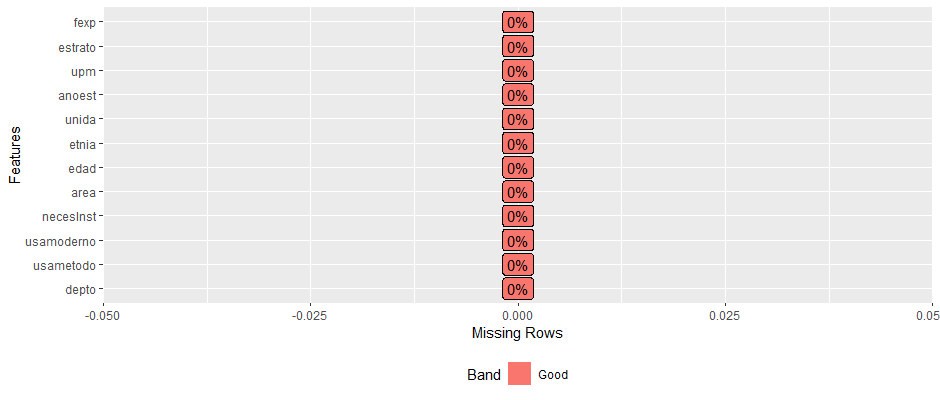 fexp 0%
estrato 0%
upm 0%
anoest 0%
unida 0%
etnia 0%
edad 0%
area 0%
necesInst 0%
usamoderno 0%
usametodo 0%
depto 0%
Features
-0.050 -0.025 0.000 0.025 0.05
Missing Rows
Band Good